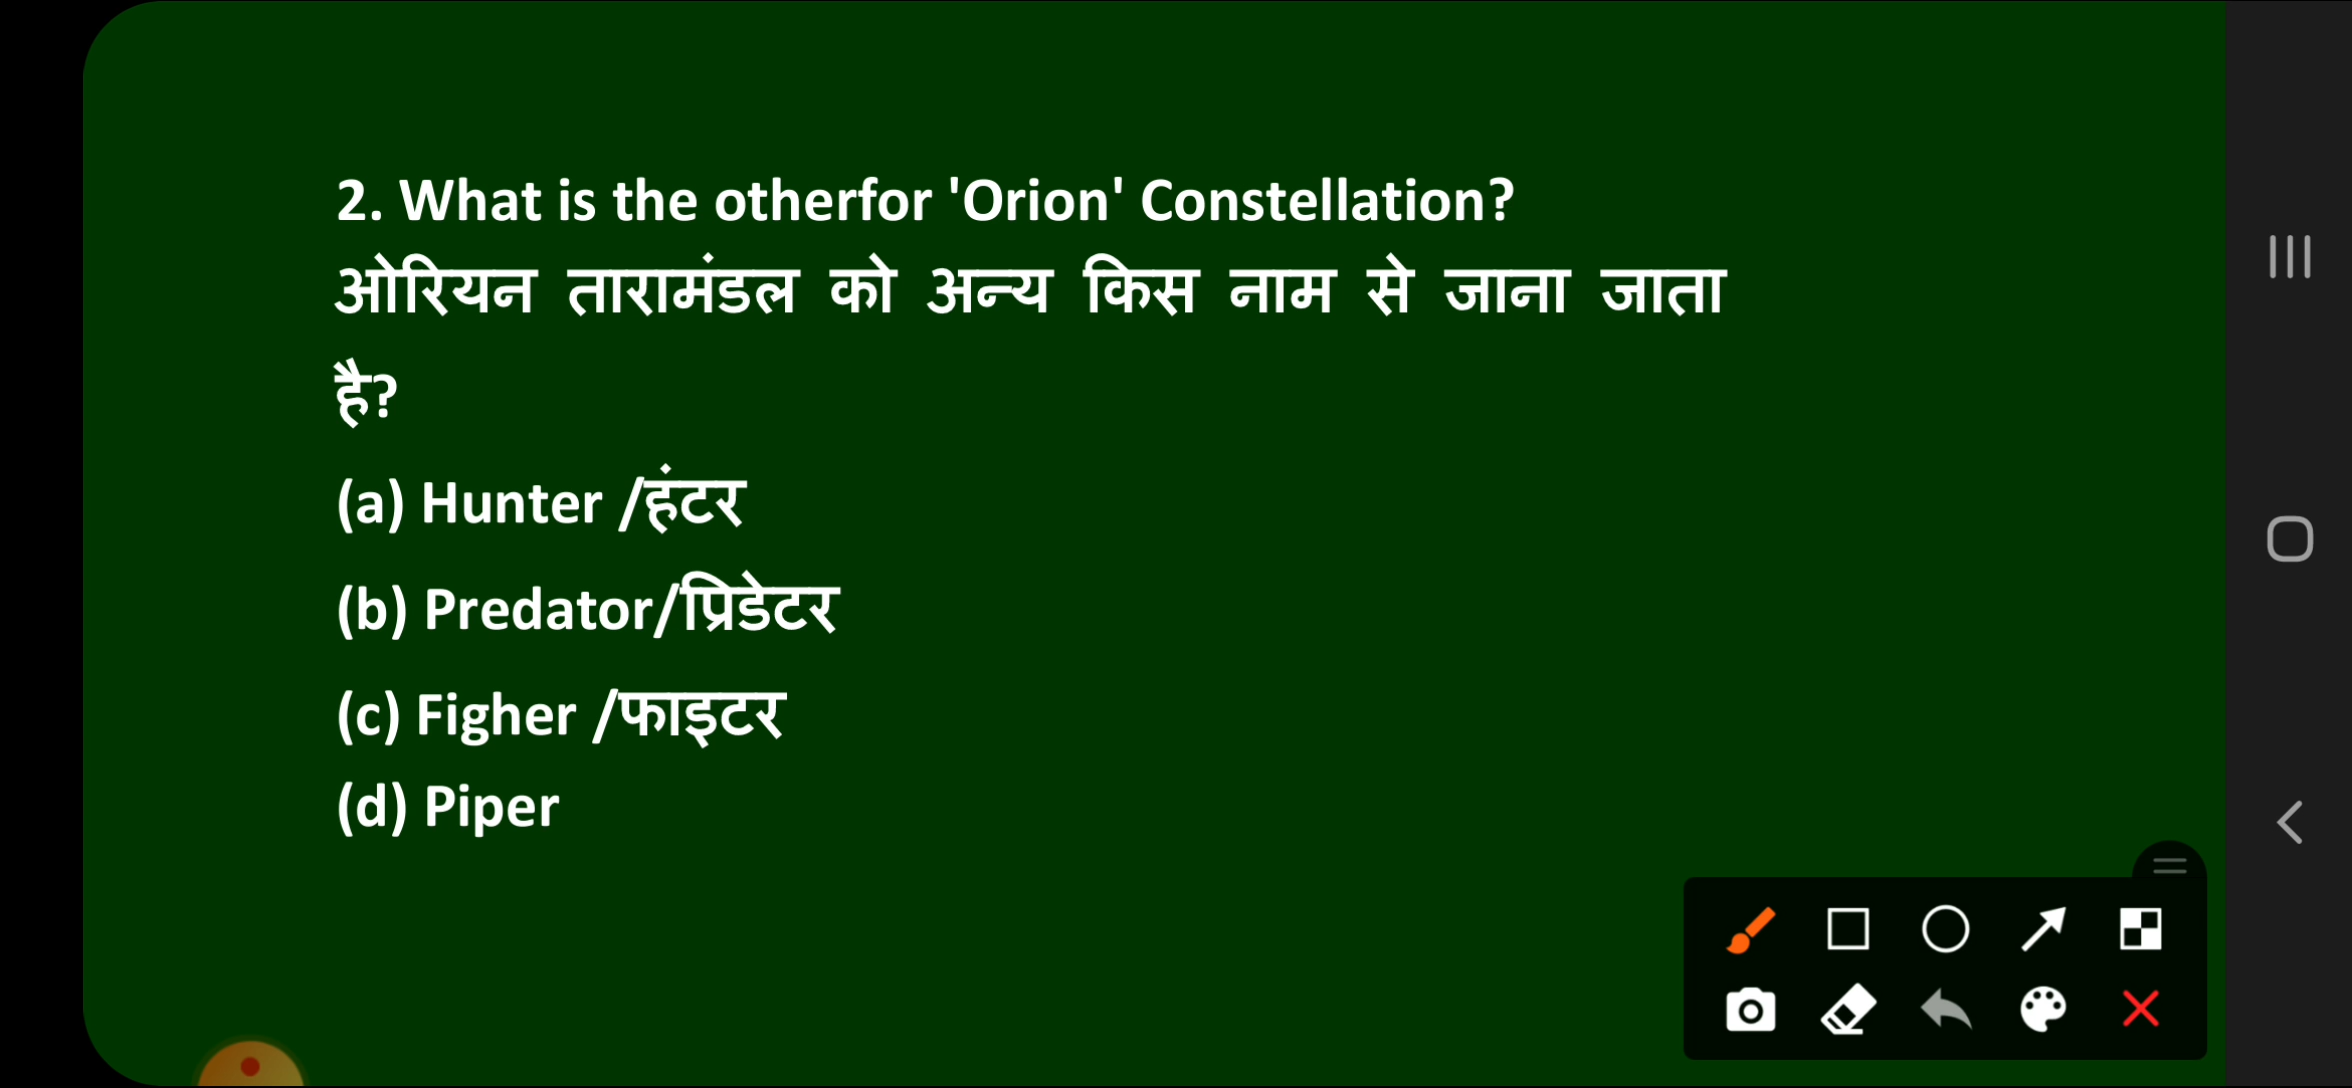 2. What is the otherfor 'Orion' Constellation?
ओरियन तारामंडल को अन्य किस नाम से जाना जाता
है?
(a) Hunter /हंटर
(b) Predator/प्रिडेटर
(c) Figher /फाइटर
(d) Piper